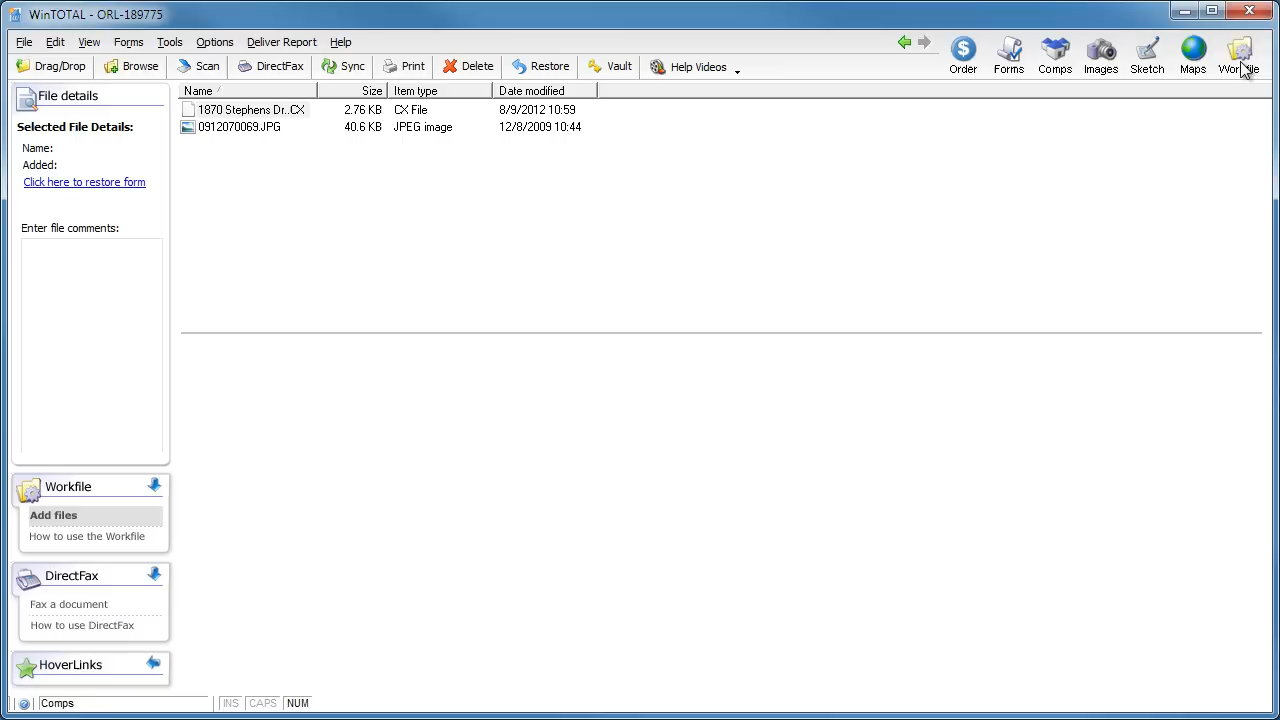 WinTOTAL - ORL-189775
File Edit View Forms Tools Options Deliver Report Help
Drag/Drop Browse Scan DirectFax Sync Print Delete Restore Vault Help Videos
Order Forms Comps Images Sketch Maps Workfile
File details
Selected File Details:
Name:
Added:
Click here to restore form
Enter file comments:
Name Size Item type Date modified
1870 Stephens Dr..CX 2.76 KB CX File 8/9/2012 10:59
0912070069.JPG 40.6 KB JPEG image 12/8/2009 10:44
Workfile
Add files
How to use the Workfile
DirectFax
Fax a document
How to use DirectFax
HoverLinks
Comps INS CAPS NUM